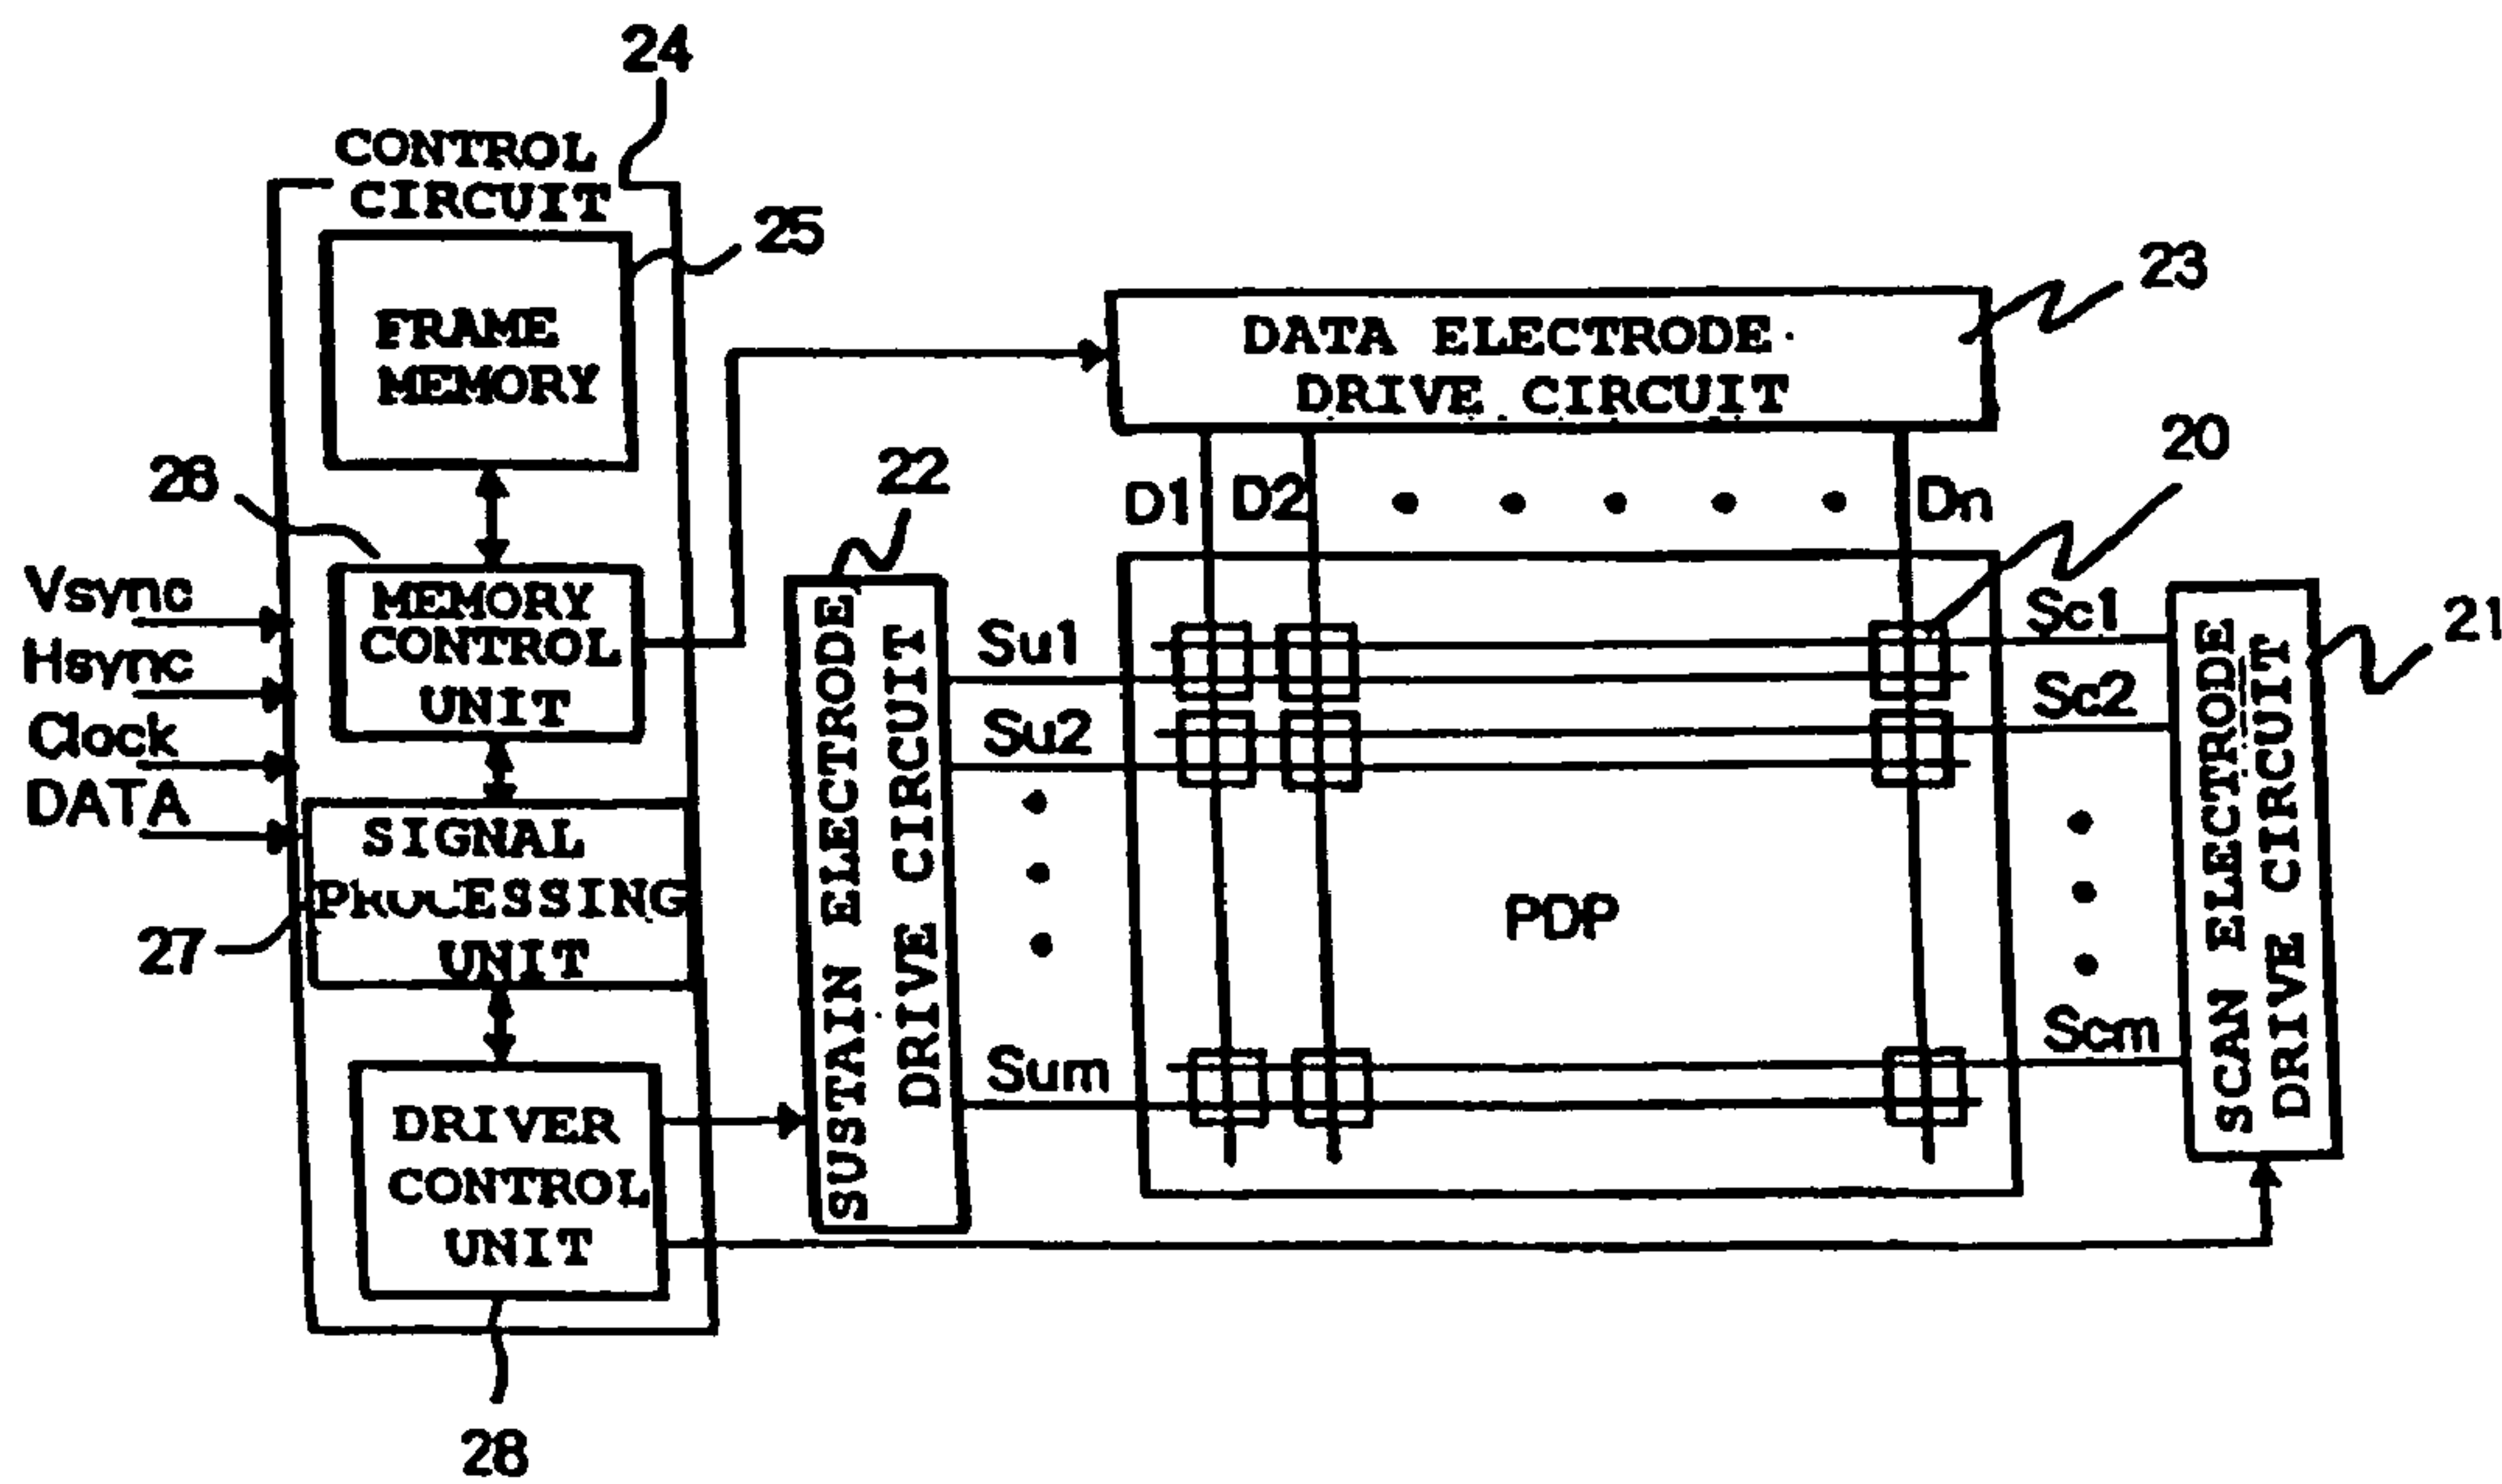 24
CONTROL
CIRCUIT
25
FRAME
MEMORY
28
MEMORY
CONTROL
UNIT
Vsync
Hsync
Clock
DATA
SIGNAL
PROCESSING
UNIT
27
DRIVER
CONTROL
UNIT
28
23
DATA ELECTRODE
DRIVE CIRCUIT
D1 D2 Dn
20
22
SUSTAIN ELECTRODE
DRIVE CIRCUIT
Su1
Su2
Sum
PDP
Sc1
Sc2
Scm
21
SCAN ELECTRODE
DRIVE CIRCUIT